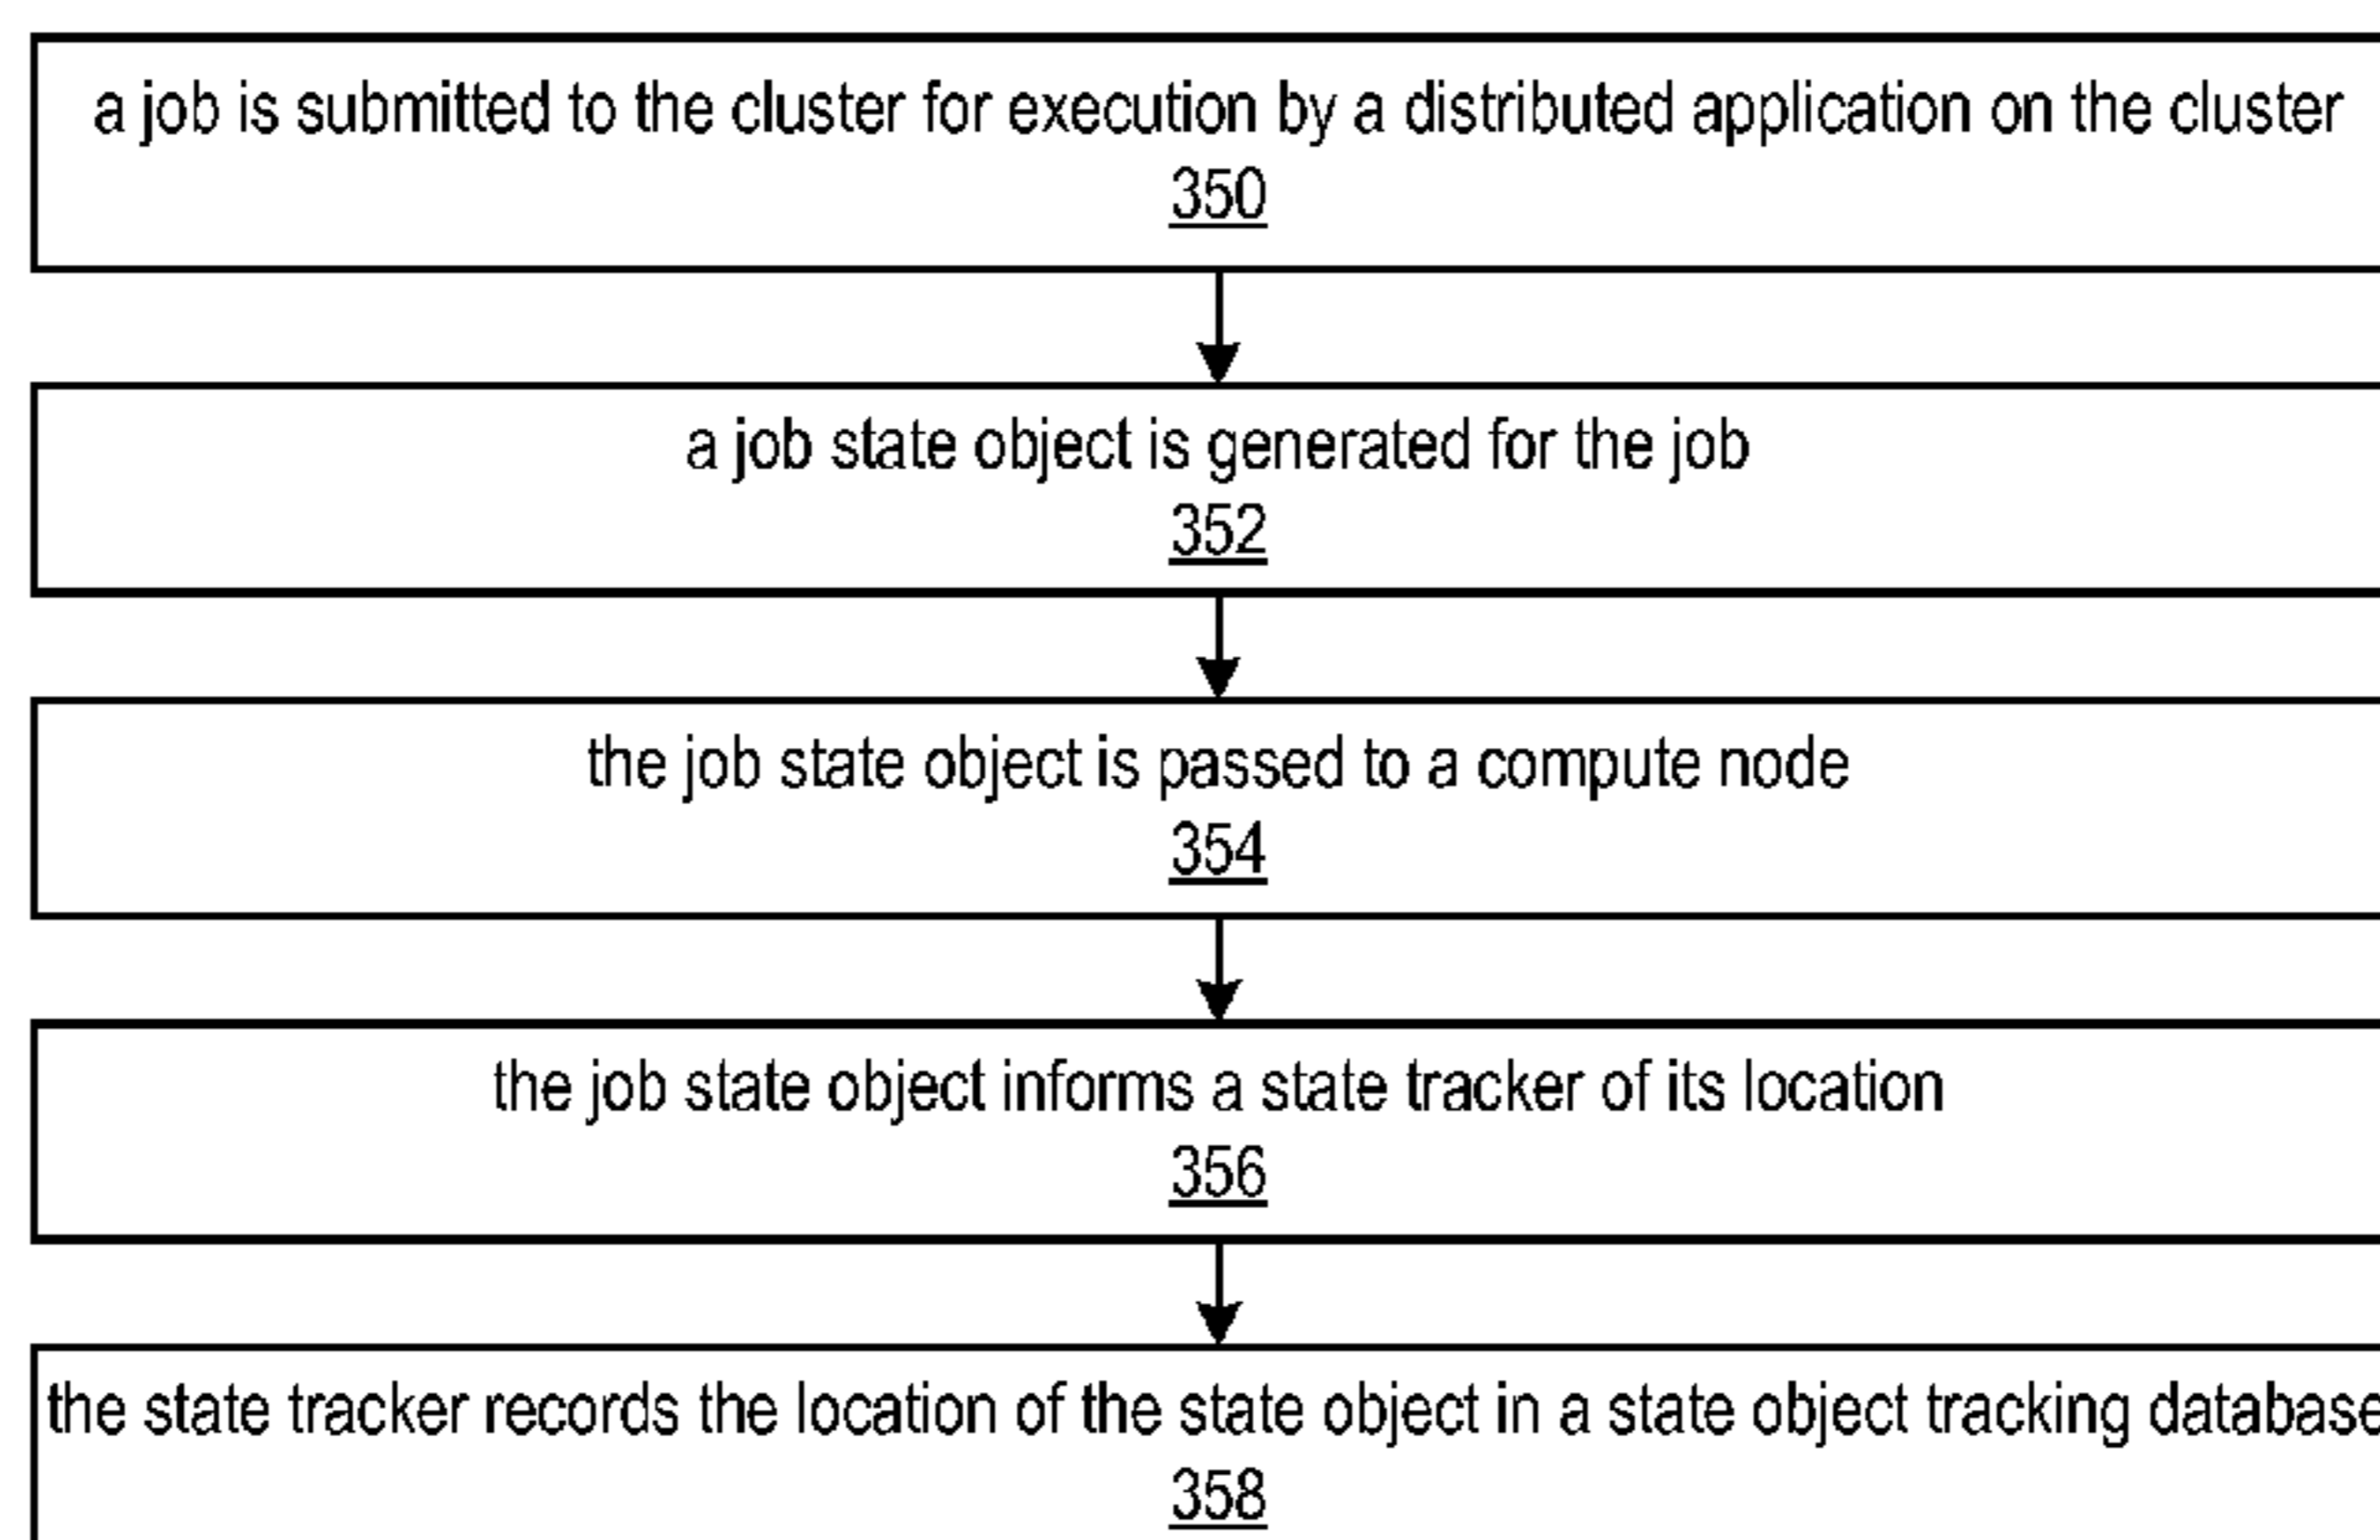 a job is submitted to the cluster for execution by a distributed application on the cluster
350
a job state object is generated for the job
352
the job state object is passed to a compute node
354
the job state object informs a state tracker of its location
356
the state tracker records the location of the state object in a state object tracking database
358